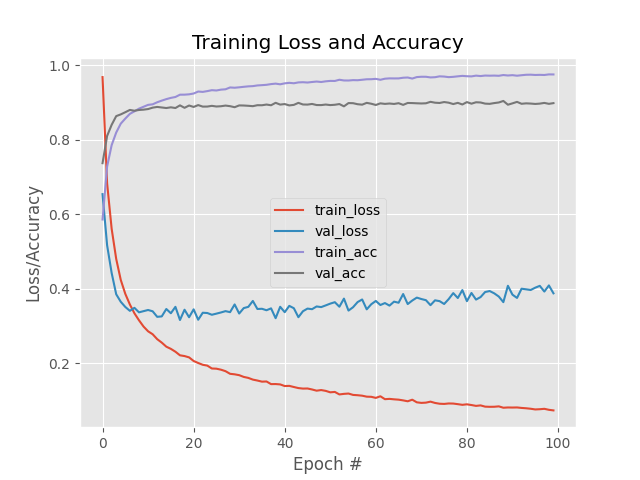 Training Loss and Accuracy
1.0
0.8
0.6
0.4
0.2
Loss/Accuracy
train_loss
val_loss
train_acc
val_acc
0 20 40 60 80 100
Epoch #